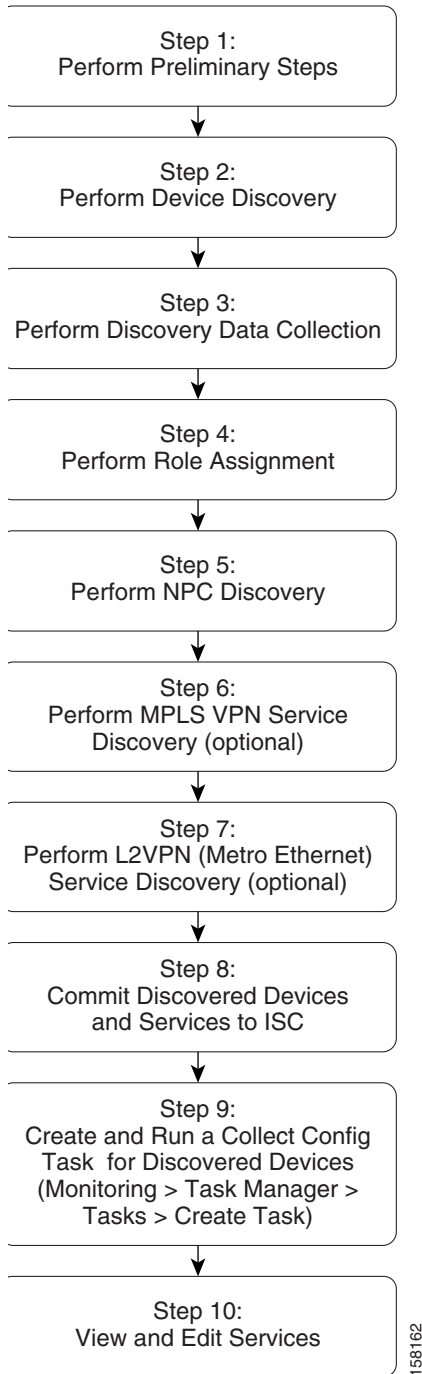 Step 1:
Perform Preliminary Steps
Step 2:
Perform Device Discovery
Step 3:
Perform Discovery Data Collection
Step 4:
Perform Role Assignment
Step 5:
Perform NPC Discovery
Step 6:
Perform MPLS VPN Service
Discovery (optional)
Step 7:
Perform L2VPN (Metro Ethernet)
Service Discovery (optional)
Step 8:
Commit Discovered Devices
and Services to ISC
Step 9:
Create and Run a Collect Config
Task for Discovered Devices
(Monitoring > Task Manager >
Tasks > Create Task)
Step 10:
View and Edit Services
158162